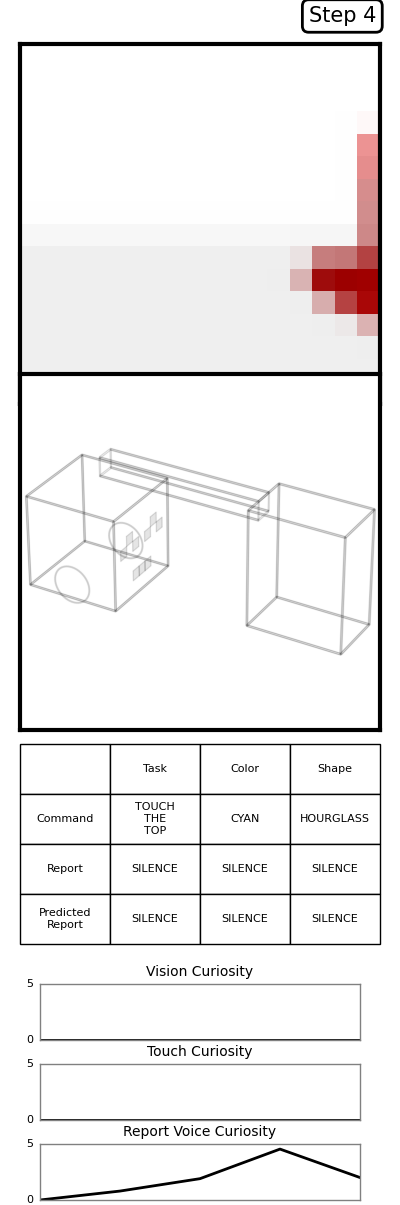 Step 4
Task Color Shape
Command TOUCH THE TOP CYAN HOURGLASS
Report SILENCE SILENCE SILENCE
Predicted Report SILENCE SILENCE SILENCE
Vision Curiosity
5
0
Touch Curiosity
5
0
Report Voice Curiosity
5
0